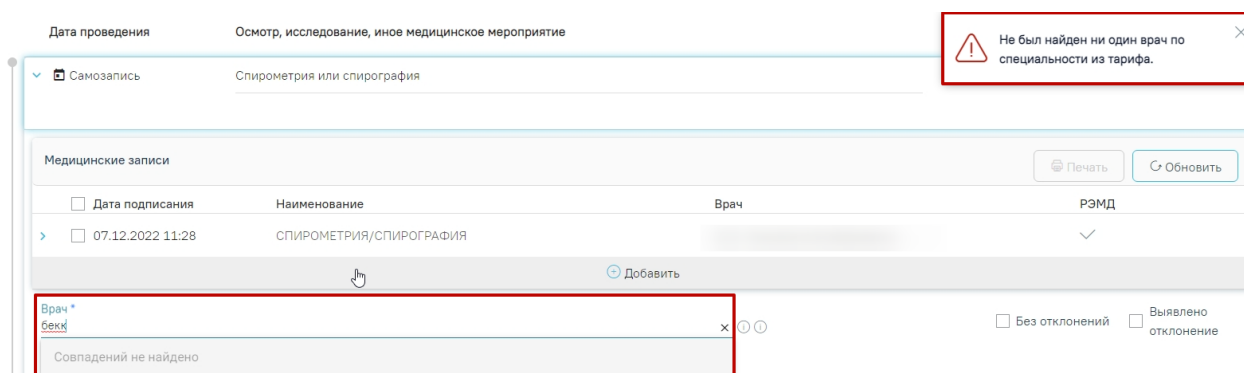 Дата проведения
Осмотр, исследование, иное медицинское мероприятие
Не был найден ни один врач по
специальности из тарифа.
Самозапись
Спирометрия или спирография
Медицинские записи
Печать
Обновить
Дата подписания
Наименование
Врач
РЭМД
07.12.2022 11:28
СПИРОМЕТРИЯ/СПИРОГРАФИЯ
Добавить
Врач *
бекк
Без отклонений
Выявлено
отклонение
Совпадений не найдено